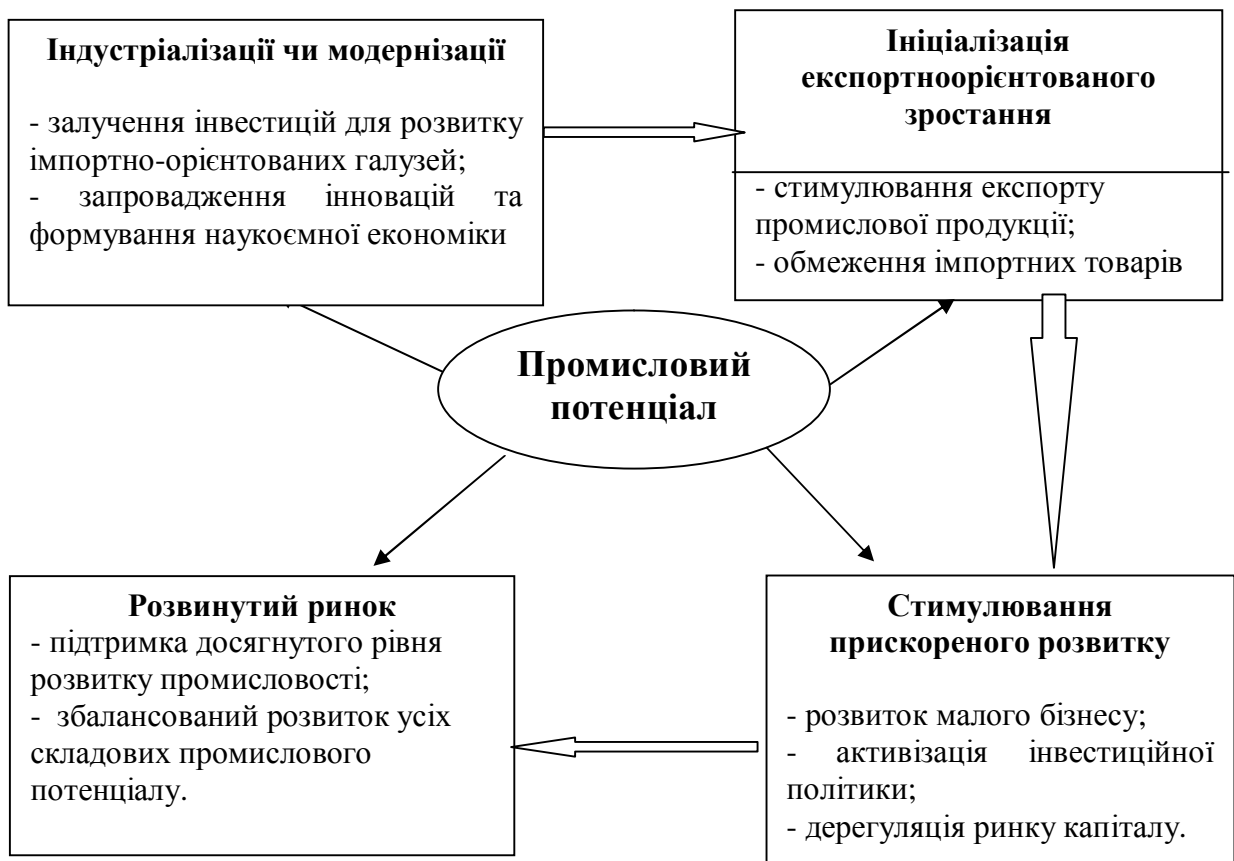 Індустріалізації чи модернізації
- залучення інвестицій для розвитку
імпортно-орієнтованих галузей;
- запровадження інновацій та
формування наукоємної економіки
Ініціалізація
експортноорієнтованого
зростання
- стимулювання експорту
промислової продукції;
- обмеження імпортних товарів
Промисловий
потенціал
Розвинутий ринок
- підтримка досягнутого рівня
розвитку промисловості;
- збалансований розвиток усіх
складових промислового
потенціалу.
Стимулювання
прискореного розвитку
- розвиток малого бізнесу;
- активізація інвестиційної
політики;
- дерегуляція ринку капіталу.